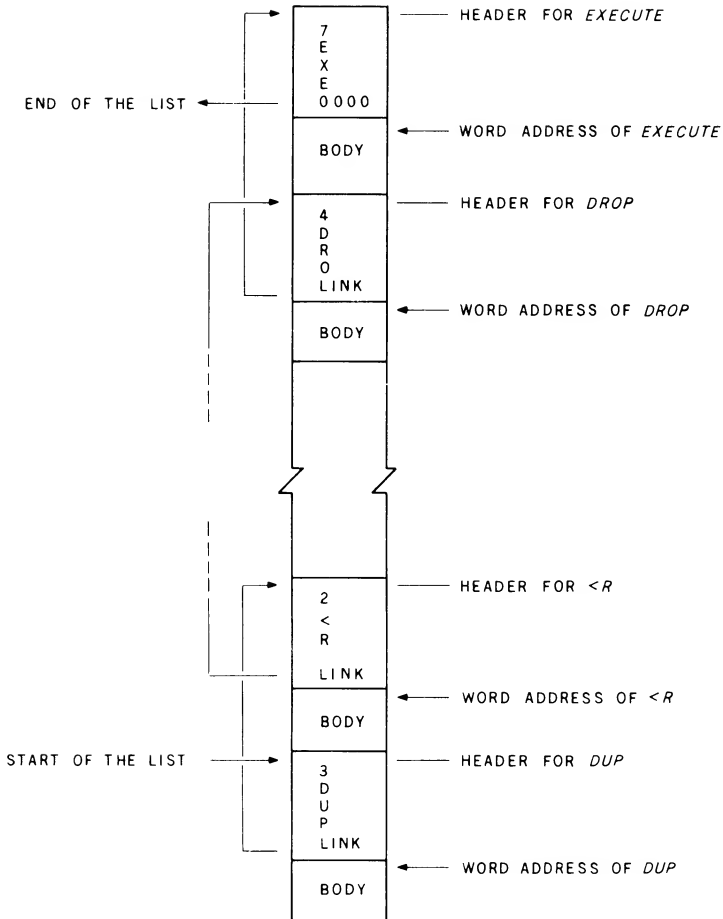 HEADER FOR EXECUTE
7
E
X
E
0000
END OF THE LIST
WORD ADDRESS OF EXECUTE
BODY
HEADER FOR DROP
4
D
R
O
LINK
WORD ADDRESS OF DROP
BODY
HEADER FOR <R
2
<
R
LINK
WORD ADDRESS OF <R
BODY
START OF THE LIST
HEADER FOR DUP
3
D
U
P
LINK
WORD ADDRESS OF DUP
BODY